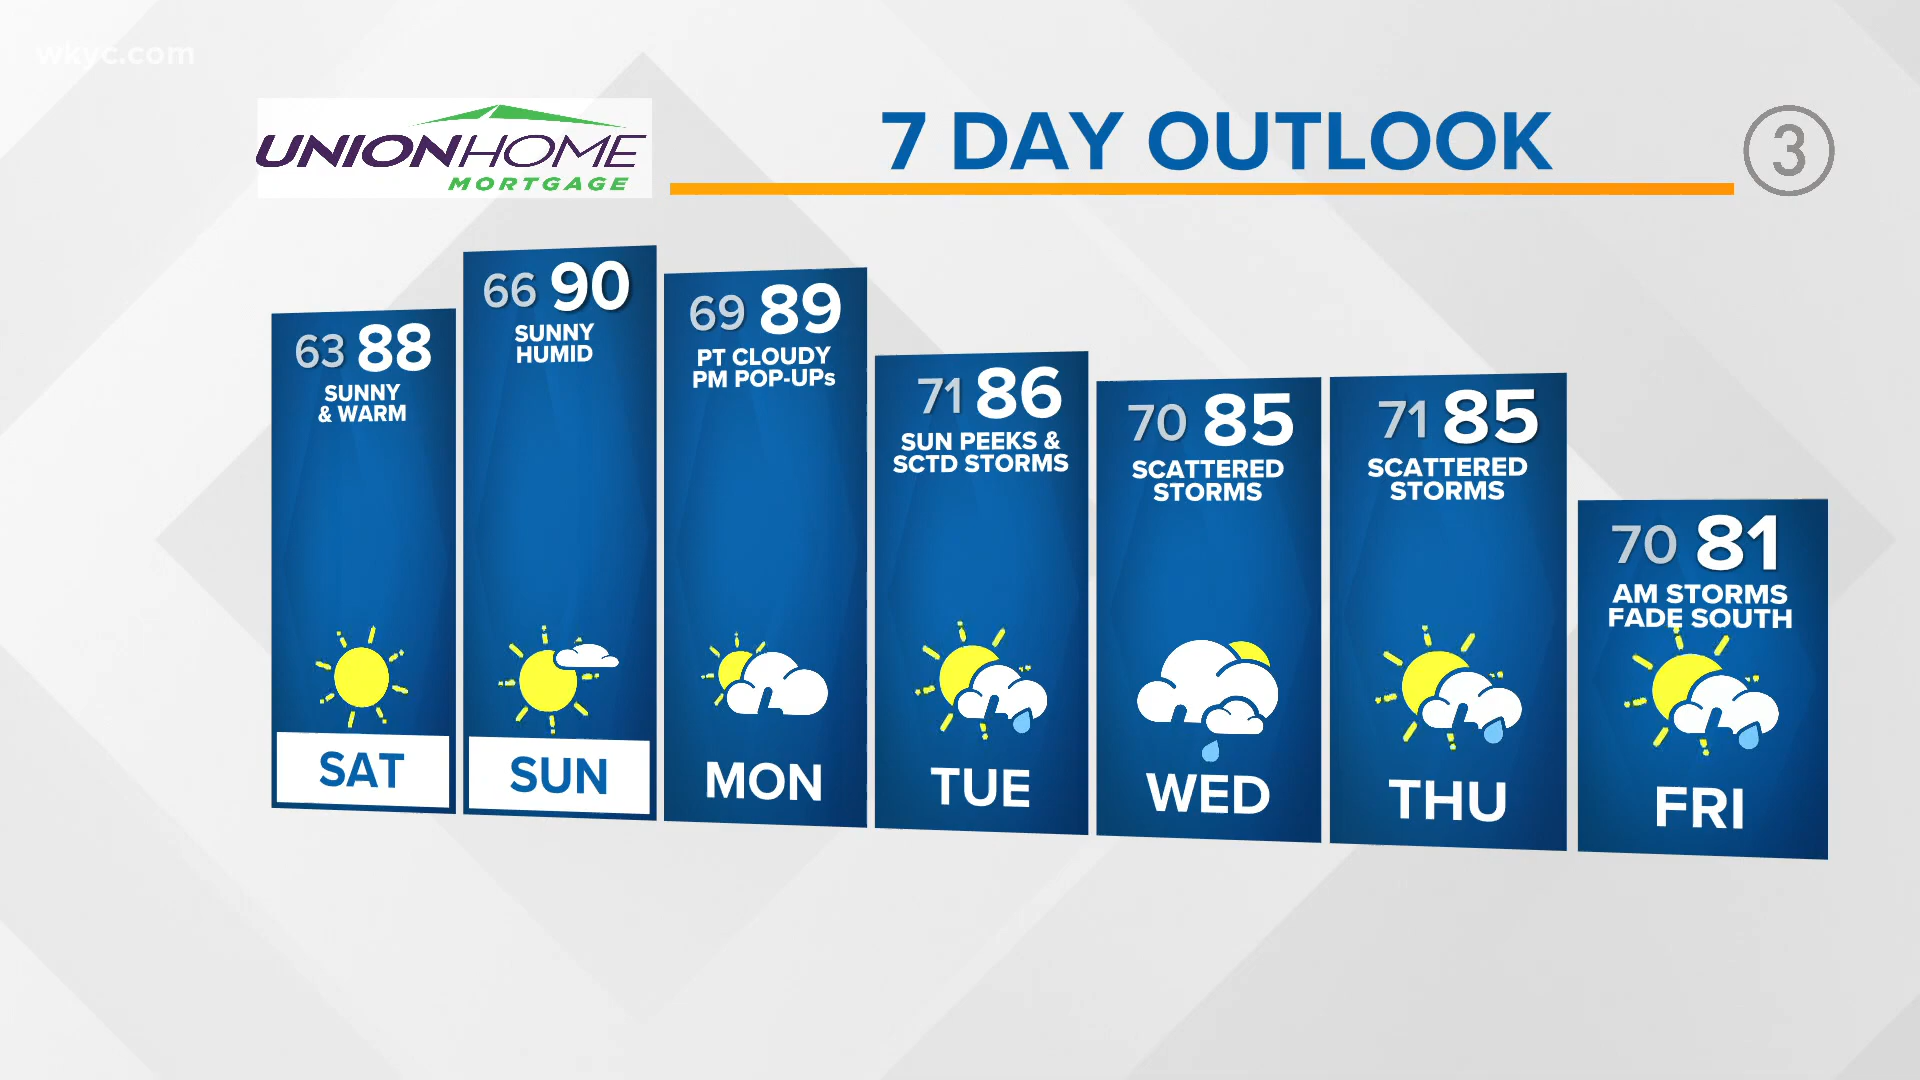 wkyc.com
UNIONHOME
MORTGAGE
7 DAY OUTLOOK
3
63 88
SUNNY
& WARM
SAT
66 90
SUNNY
HUMID
SUN
69 89
PT CLOUDY
PM POP-UPs
MON
71 86
SUN PEEKS &
SCTD STORMS
TUE
70 85
SCATTERED
STORMS
WED
71 85
SCATTERED
STORMS
THU
70 81
AM STORMS
FADE SOUTH
FRI